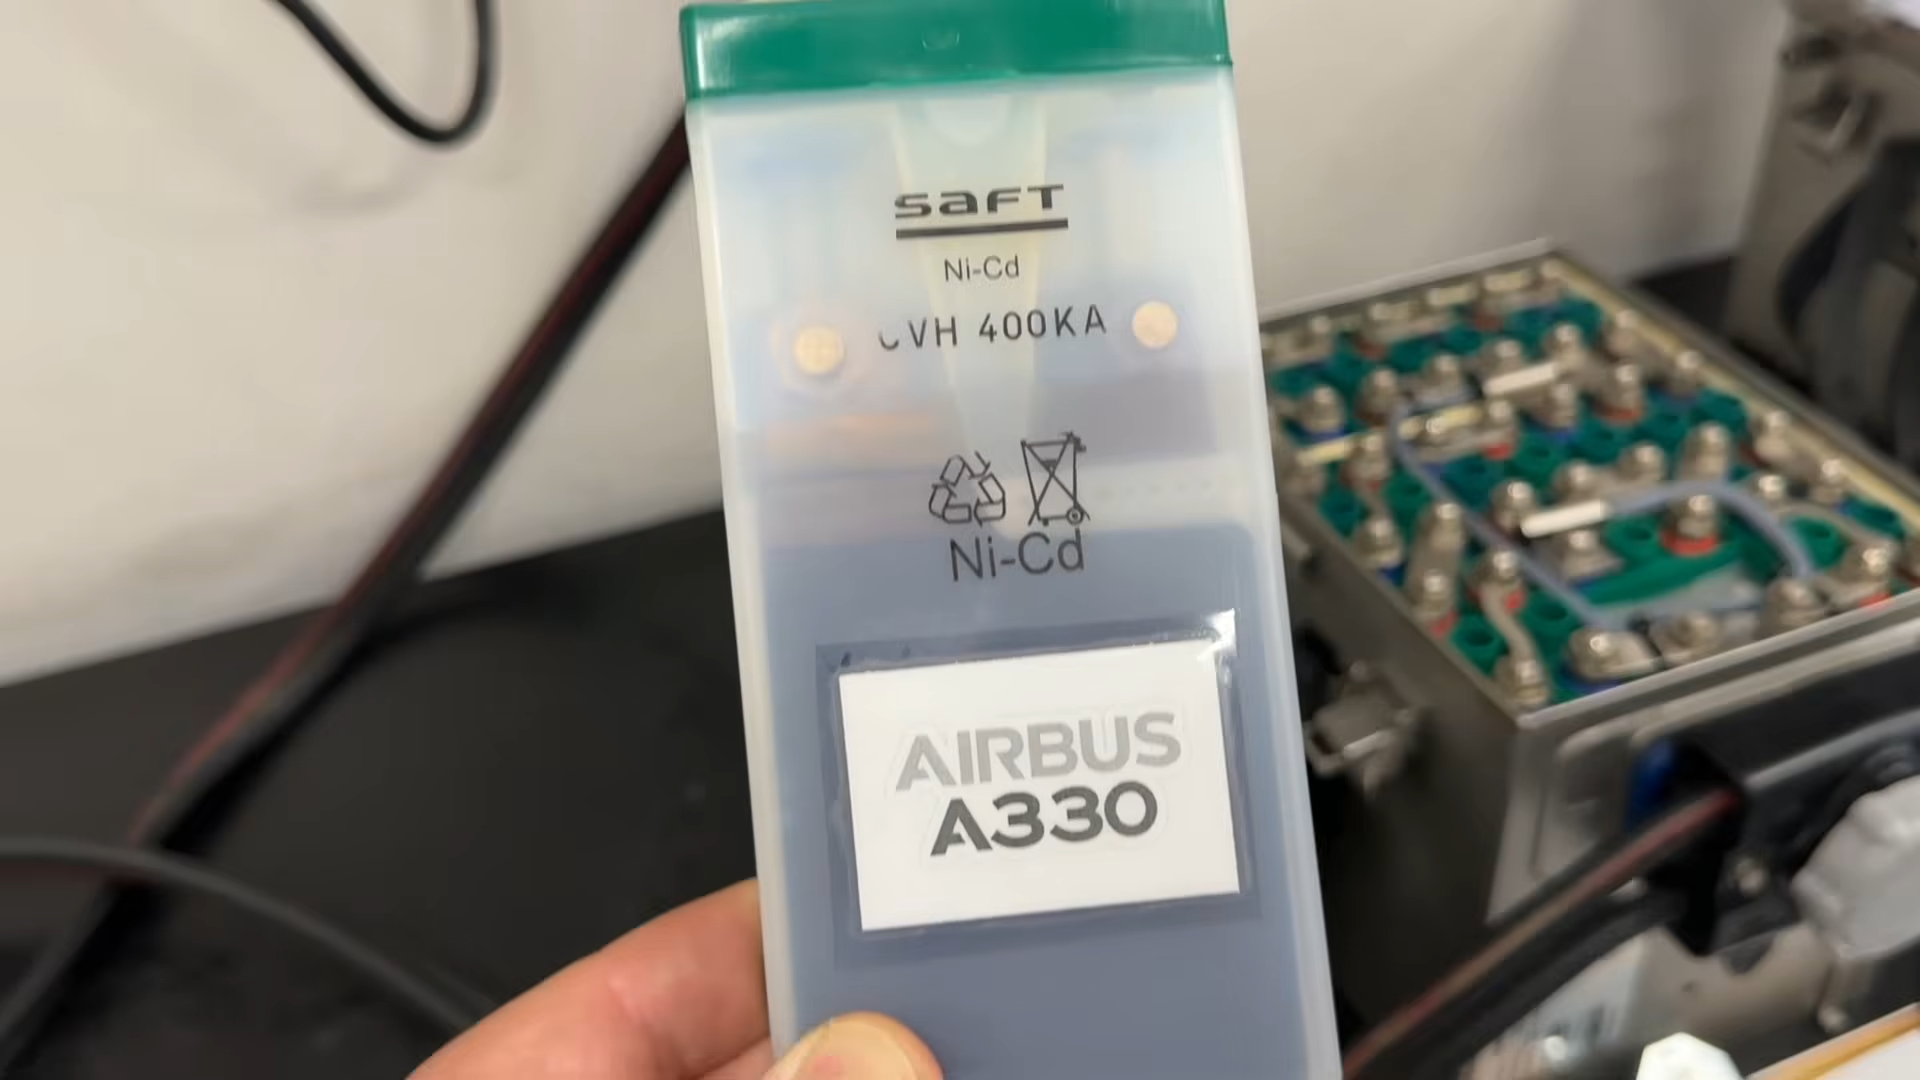 saFT
Ni-Cd
VH 400KA
Ni-Cd
AIRBUS
A330